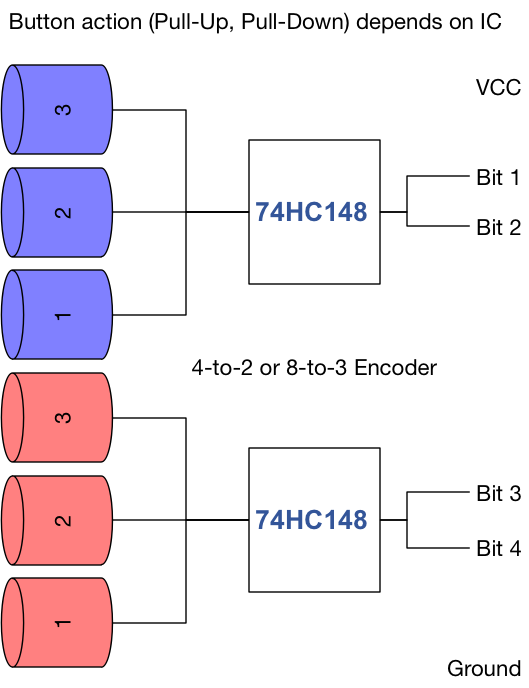 Button action (Pull-Up, Pull-Down) depends on IC
VCC
3
2
1
74HC148
Bit 1
Bit 2
4-to-2 or 8-to-3 Encoder
3
2
1
74HC148
Bit 3
Bit 4
Ground